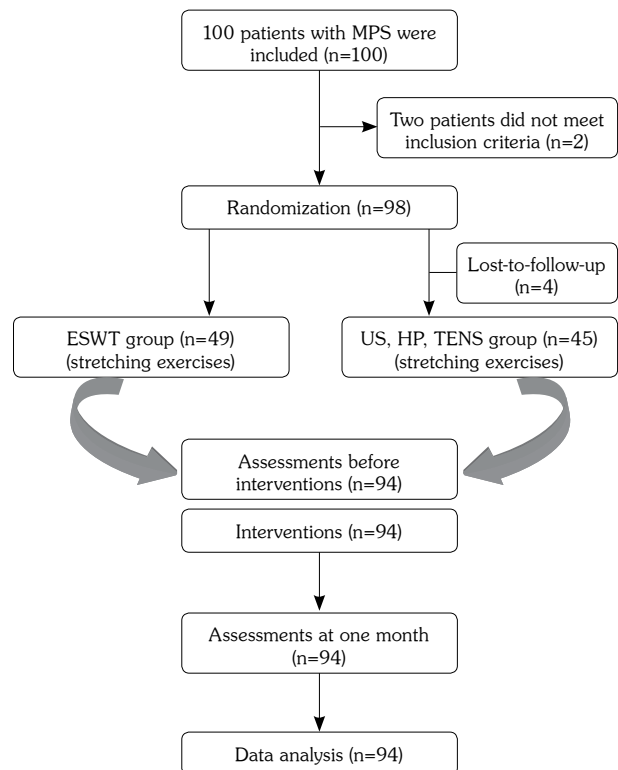 100 patients with MPS were
included (n=100)
Two patients did not meet
inclusion criteria (n=2)
Randomization (n=98)
Lost-to-follow-up
(n=4)
ESWT group (n=49)
(stretching exercises)
US, HP, TENS group (n=45)
(stretching exercises)
Assessments before
interventions (n=94)
Interventions (n=94)
Assessments at one month
(n=94)
Data analysis (n=94)